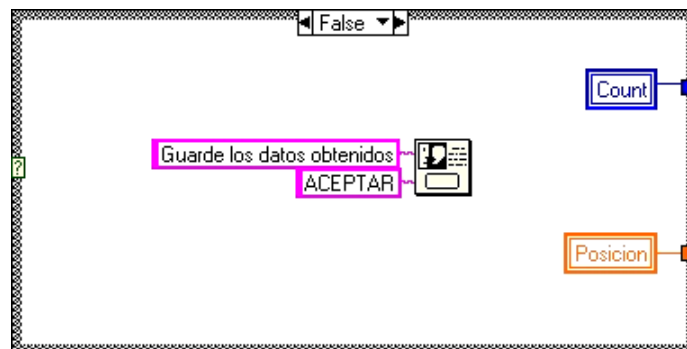 False
Count
Guarde los datos obtenidos
?
ACEPTAR
Posicion